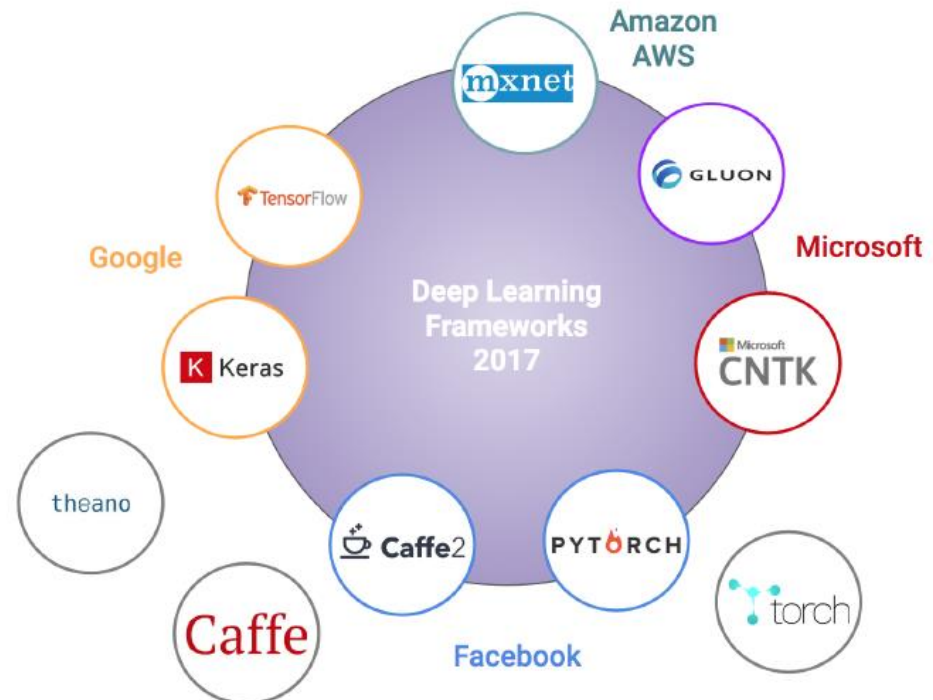 Amazon
AWS
mxnet
GLUON
TensorFlow
Google
Microsoft
Deep Learning
Frameworks
2017
Microsoft
CNTK
K Keras
theano
Caffe2
PYTORCH
torch
Caffe
Facebook